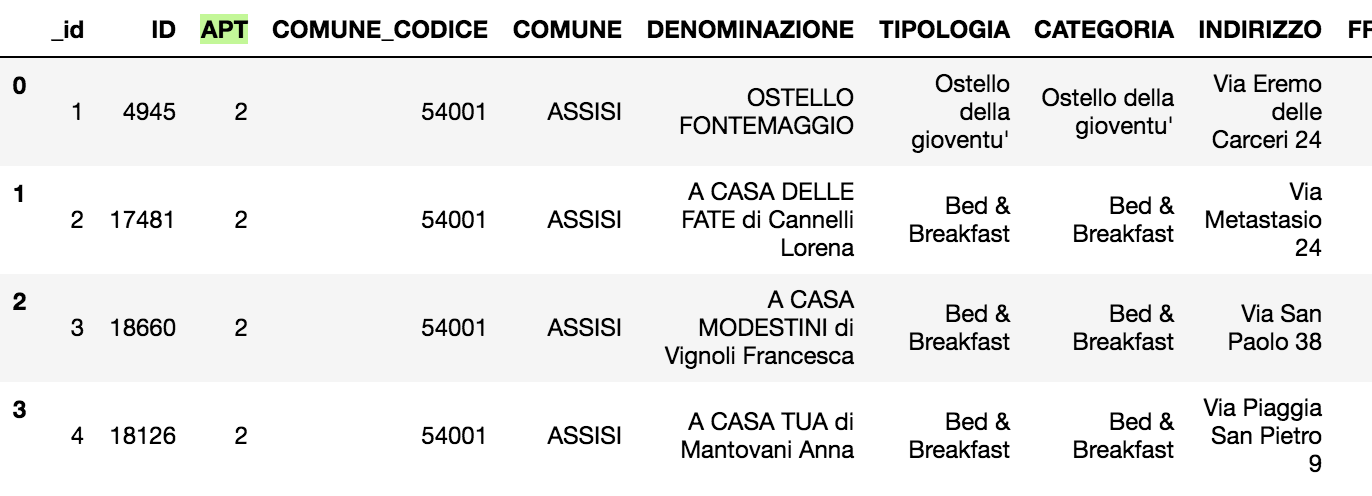 _id ID APT COMUNE_CODICE COMUNE DENOMINAZIONE TIPOLOGIA CATEGORIA INDIRIZZO
0 1 4945 2 54001 ASSISI OSTELLO FONTEMAGGIO Ostello della gioventu' Ostello della gioventu' Via Eremo delle Carceri 24
1 2 17481 2 54001 ASSISI A CASA DELLE FATE di Cannelli Lorena Bed & Breakfast Bed & Breakfast Via Metastasio 24
2 3 18660 2 54001 ASSISI A CASA MODESTINI di Vignoli Francesca Bed & Breakfast Bed & Breakfast Via San Paolo 38
3 4 18126 2 54001 ASSISI A CASA TUA di Mantovani Anna Bed & Breakfast Bed & Breakfast Via Piaggia San Pietro 9